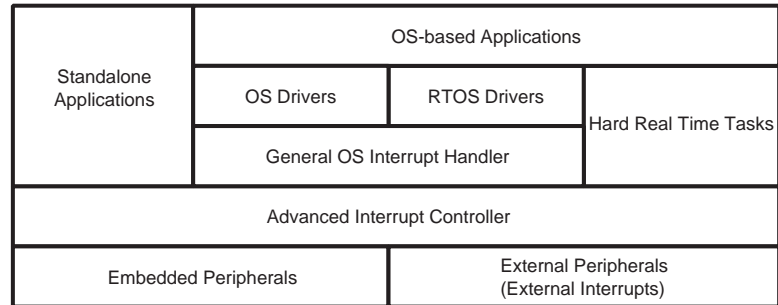 OS-based Applications
Standalone
Applications
OS Drivers
RTOS Drivers
Hard Real Time Tasks
General OS Interrupt Handler
Advanced Interrupt Controller
Embedded Peripherals
External Peripherals
(External Interrupts)